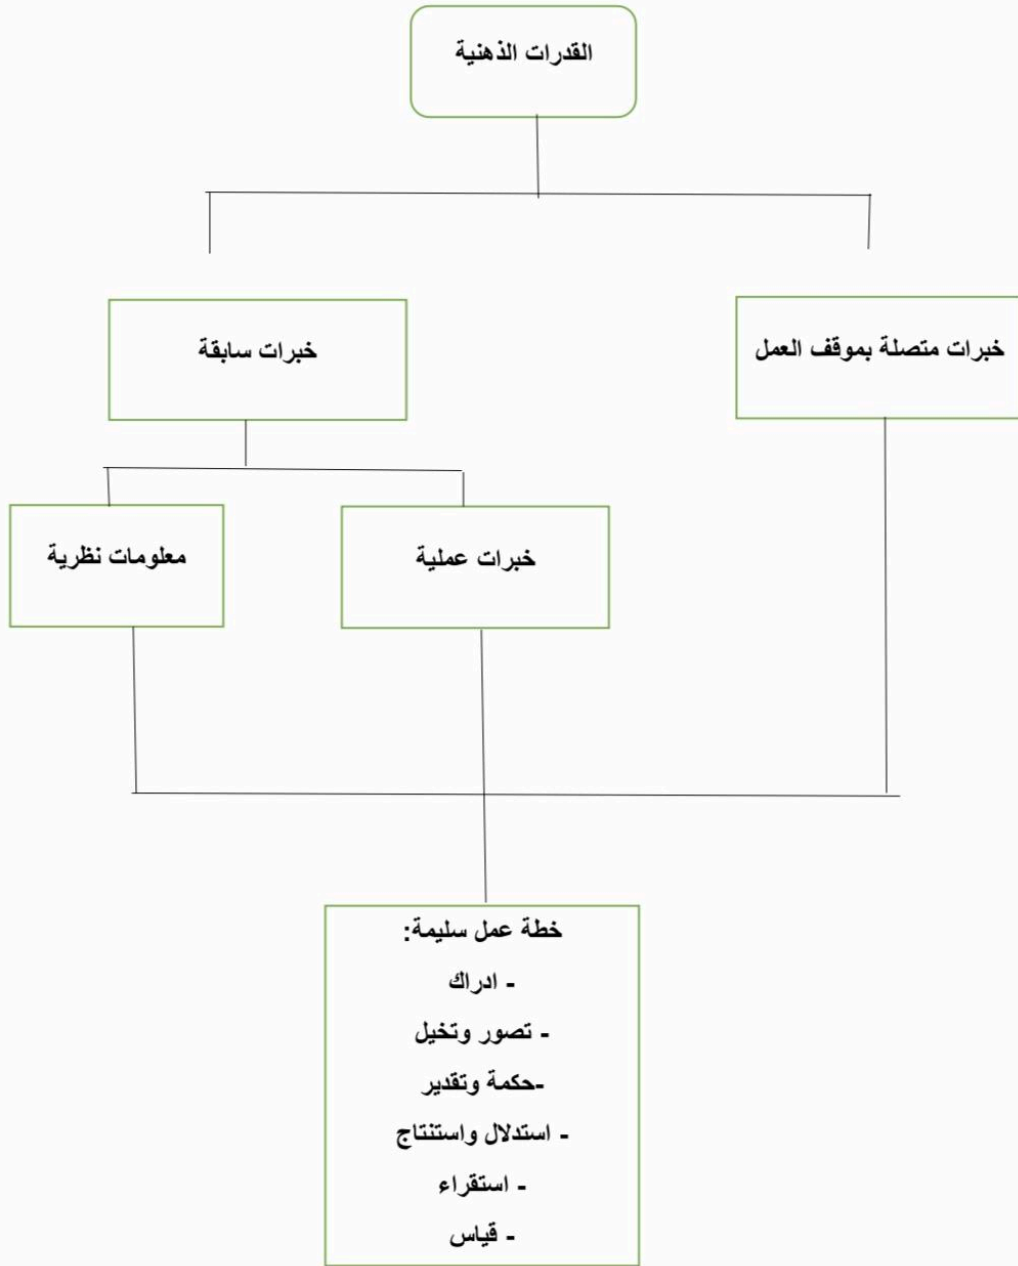 القدرات الذهنية
خبرات متصلة بموقف العمل
خبرات سابقة
خبرات عملية
معلومات نظرية
خطة عمل سليمة:
- ادراك
- تصور وتخيل
-حكمة وتقدير
- استدلال واستنتاج
- استقراء
- قياس